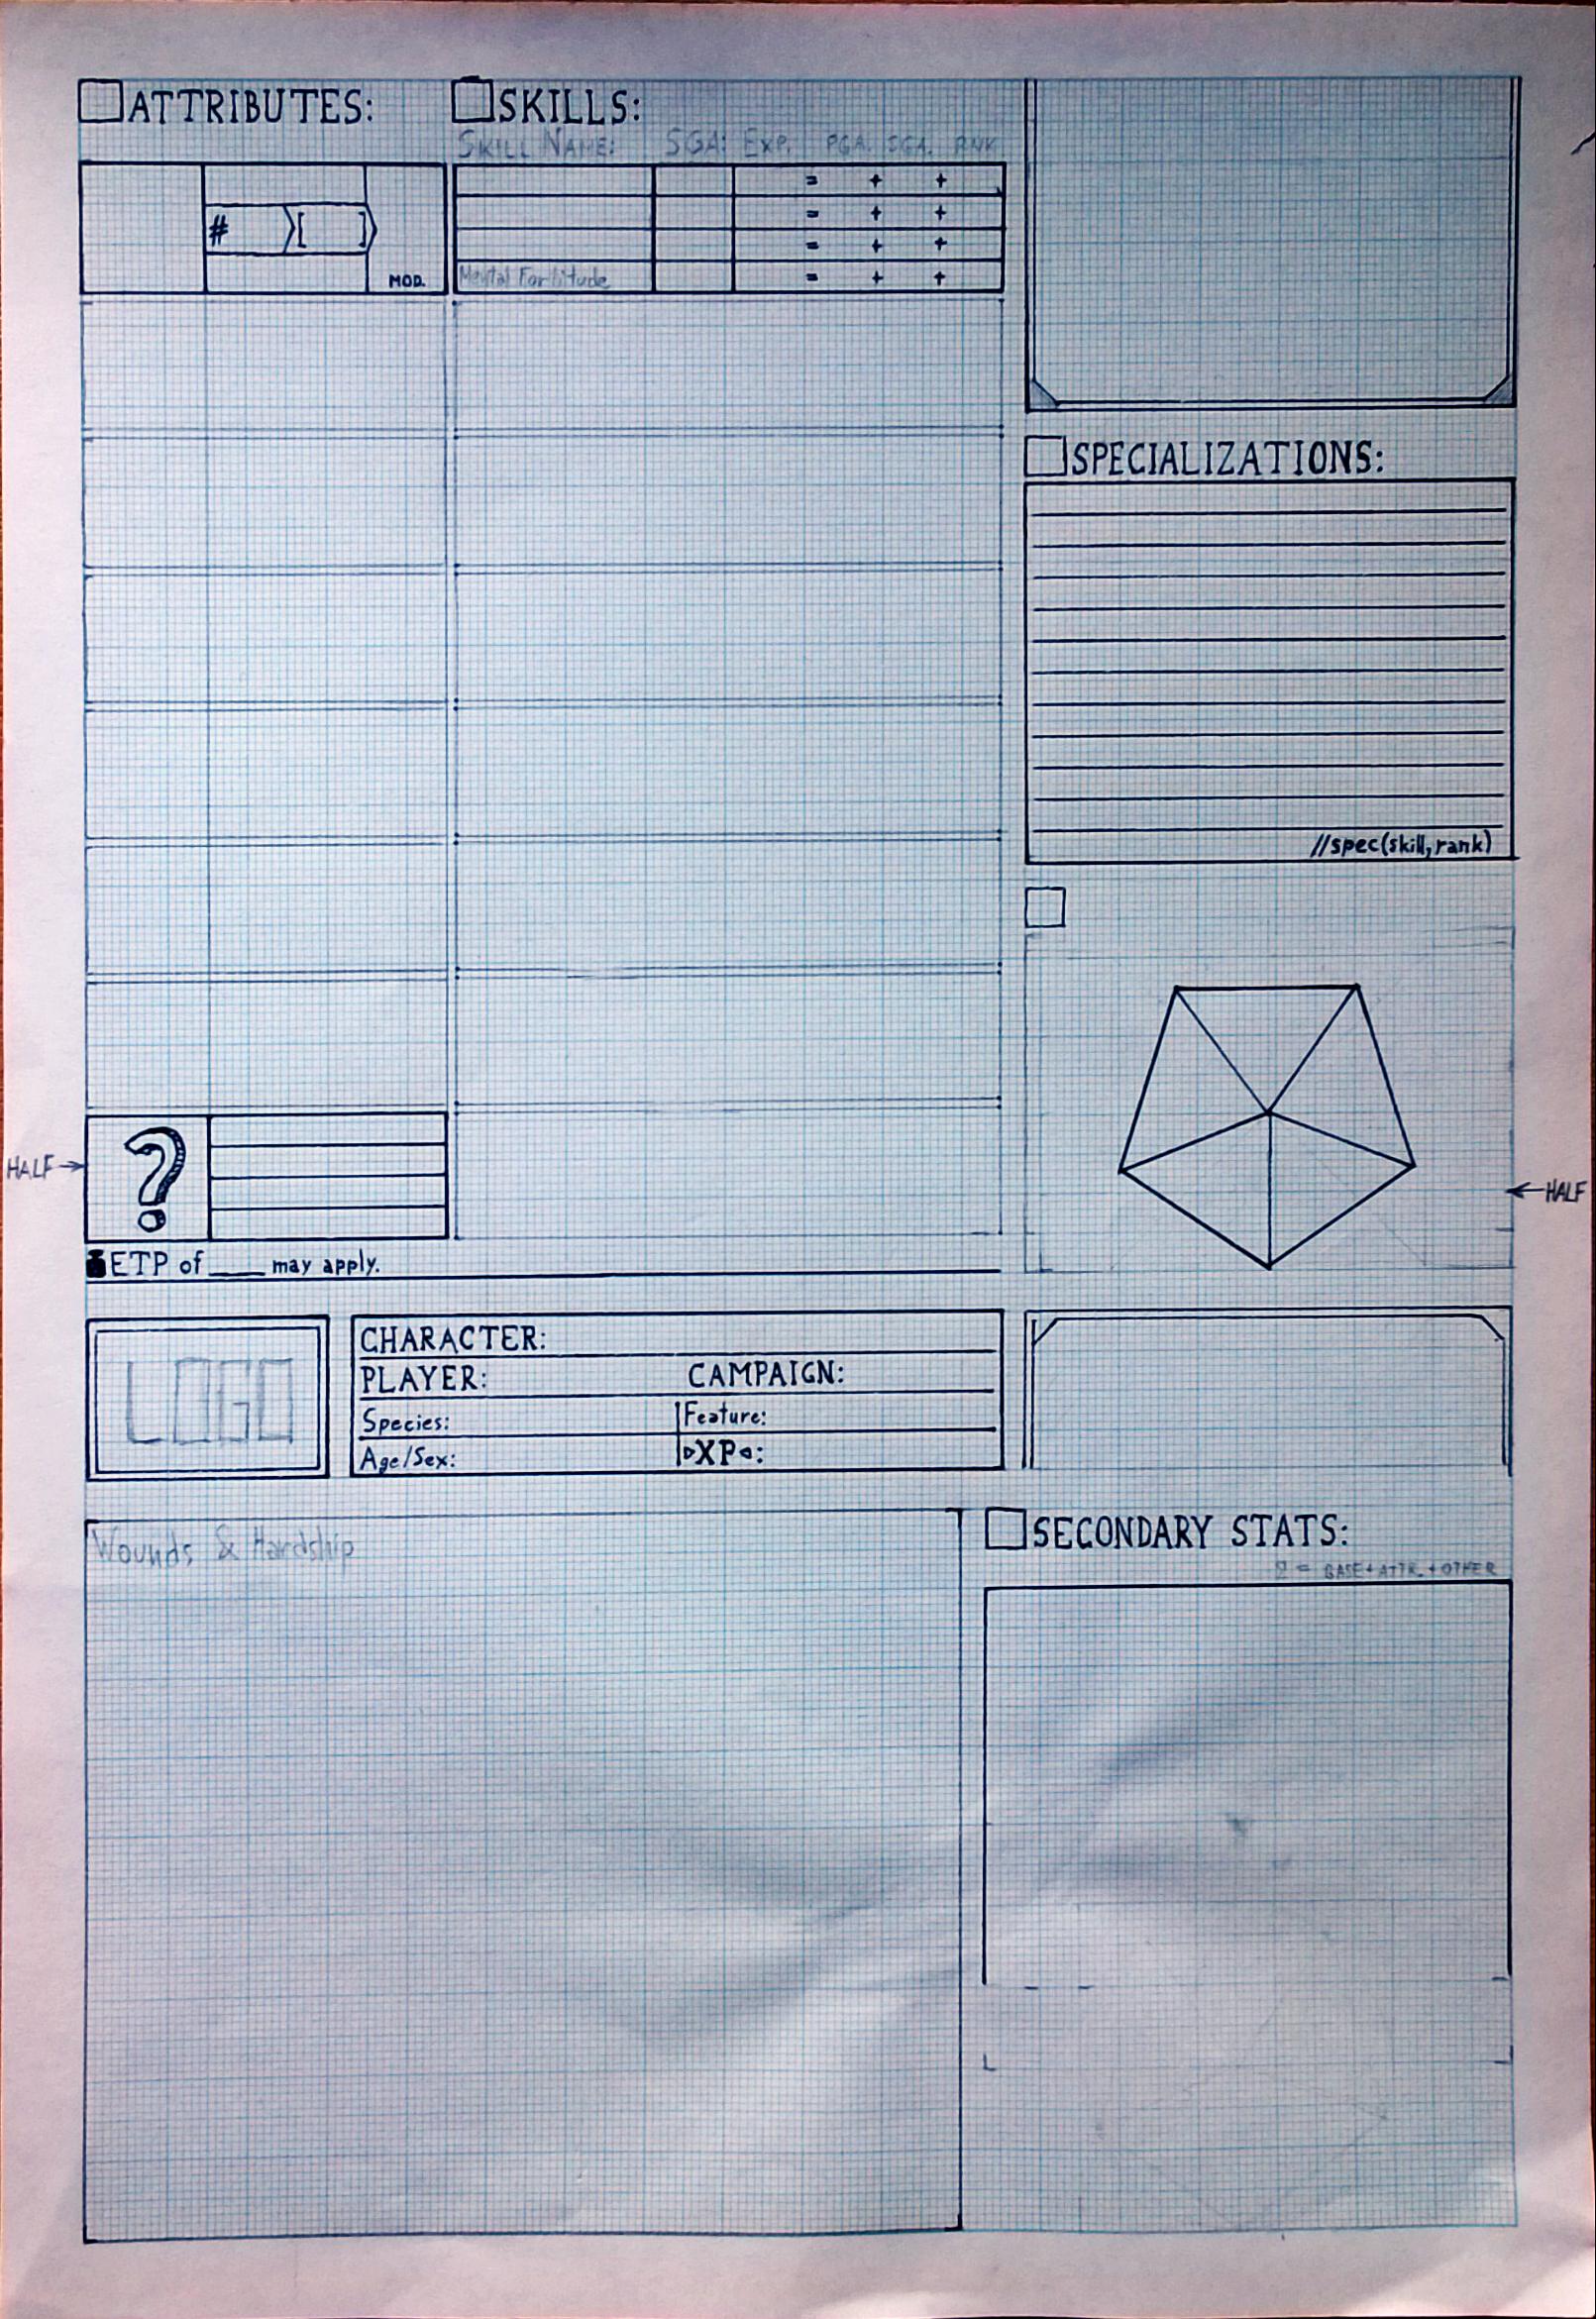 ATTRIBUTES:
SKILLS:
SKILL NAME: SGA: EXP. PGA. SGA. RNK
= + +
# [ ]
= + +
= + +
MOD.
Mental Fortitude = + +
SPECIALIZATIONS:
//spec(skill, rank)
?
HALF
HALF
ETP of ____ may apply.
LOGO
CHARACTER:
PLAYER: CAMPAIGN:
Species: Feature:
Age/Sex: XP:
Wounds & Hardship
SECONDARY STATS:
= BASE + ATTR. + OTHER